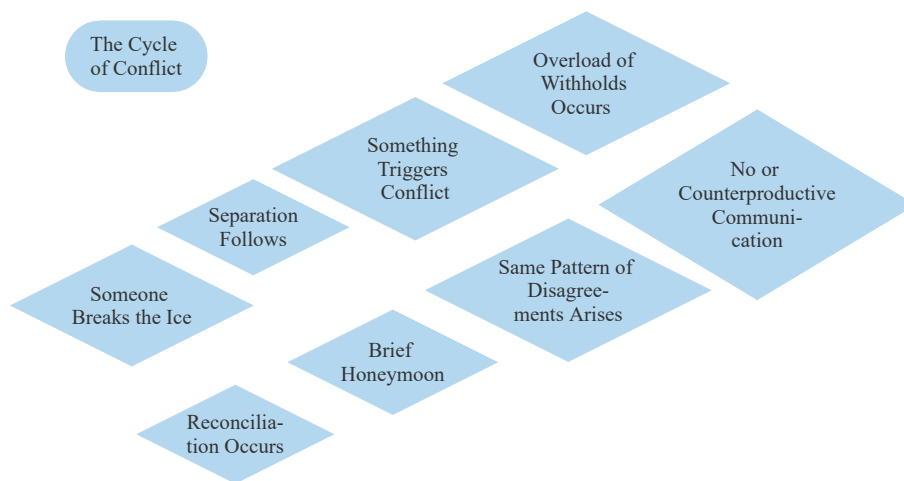 The Cycle
of Conflict
Overload of
Withholds
Occurs
Something
Triggers
Conflict
No or
Counterproductive
Communi-
cation
Separation
Follows
Same Pattern of
Disagree-
ments Arises
Someone
Breaks the Ice
Brief
Honeymoon
Reconcilia-
tion Occurs